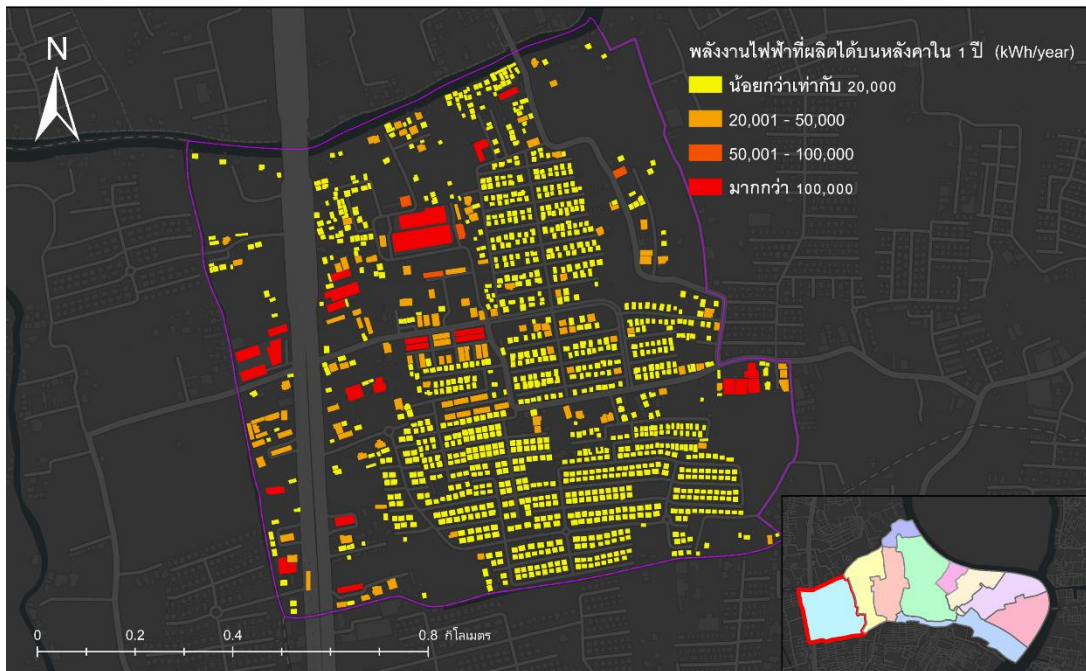 N
พลังงานไฟฟ้าที่ผลิตได้บนหลังคาใน 1 ปี (kWh/year)
น้อยกว่าเท่ากับ 20,000
20,001 - 50,000
50,001 - 100,000
มากกว่า 100,000
0 0.2 0.4 0.8 กิโลเมตร